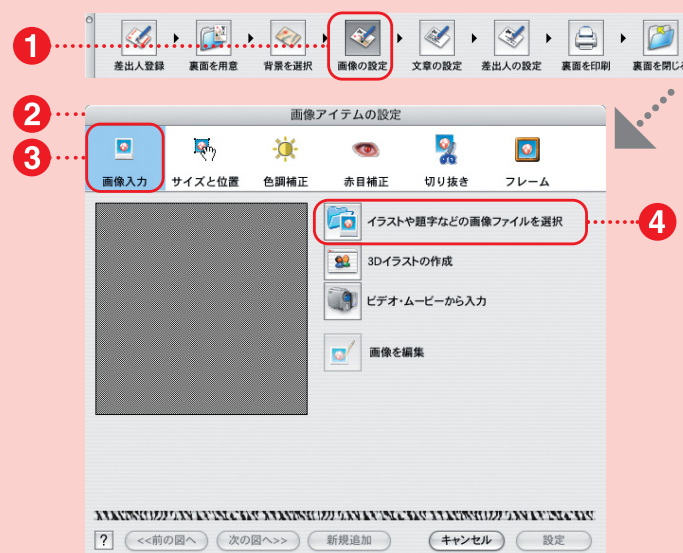 1
差出人登録 裏面を用意 背景を選択 画像の設定 文章の設定 差出人の設定 裏面を印刷 裏面を閉じる
2
画像アイテムの設定
3
画像入力 サイズと位置 色調補正 赤目補正 切り抜き フレーム
イラストや題字などの画像ファイルを選択
4
3Dイラストの作成
ビデオ・ムービーから入力
画像を編集
? <<前の図へ 次の図へ>> 新規追加 キャンセル 設定